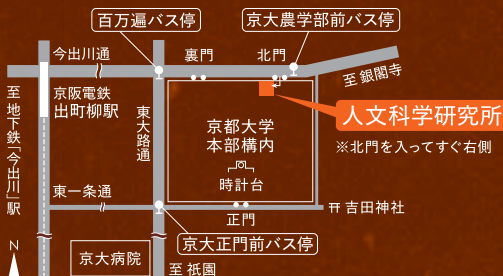 百万遍バス停
京大農学部前バス停
今出川通
裏門
北門
至 銀閣寺
京阪電鉄
出町柳駅
至 地下鉄「今出川」駅
東大路通
人文科学研究所
※北門を入ってすぐ右側
京都大学
本部構内
時計台
東一条通
正門
吉田神社
京大正門前バス停
N
京大病院
至 祇園